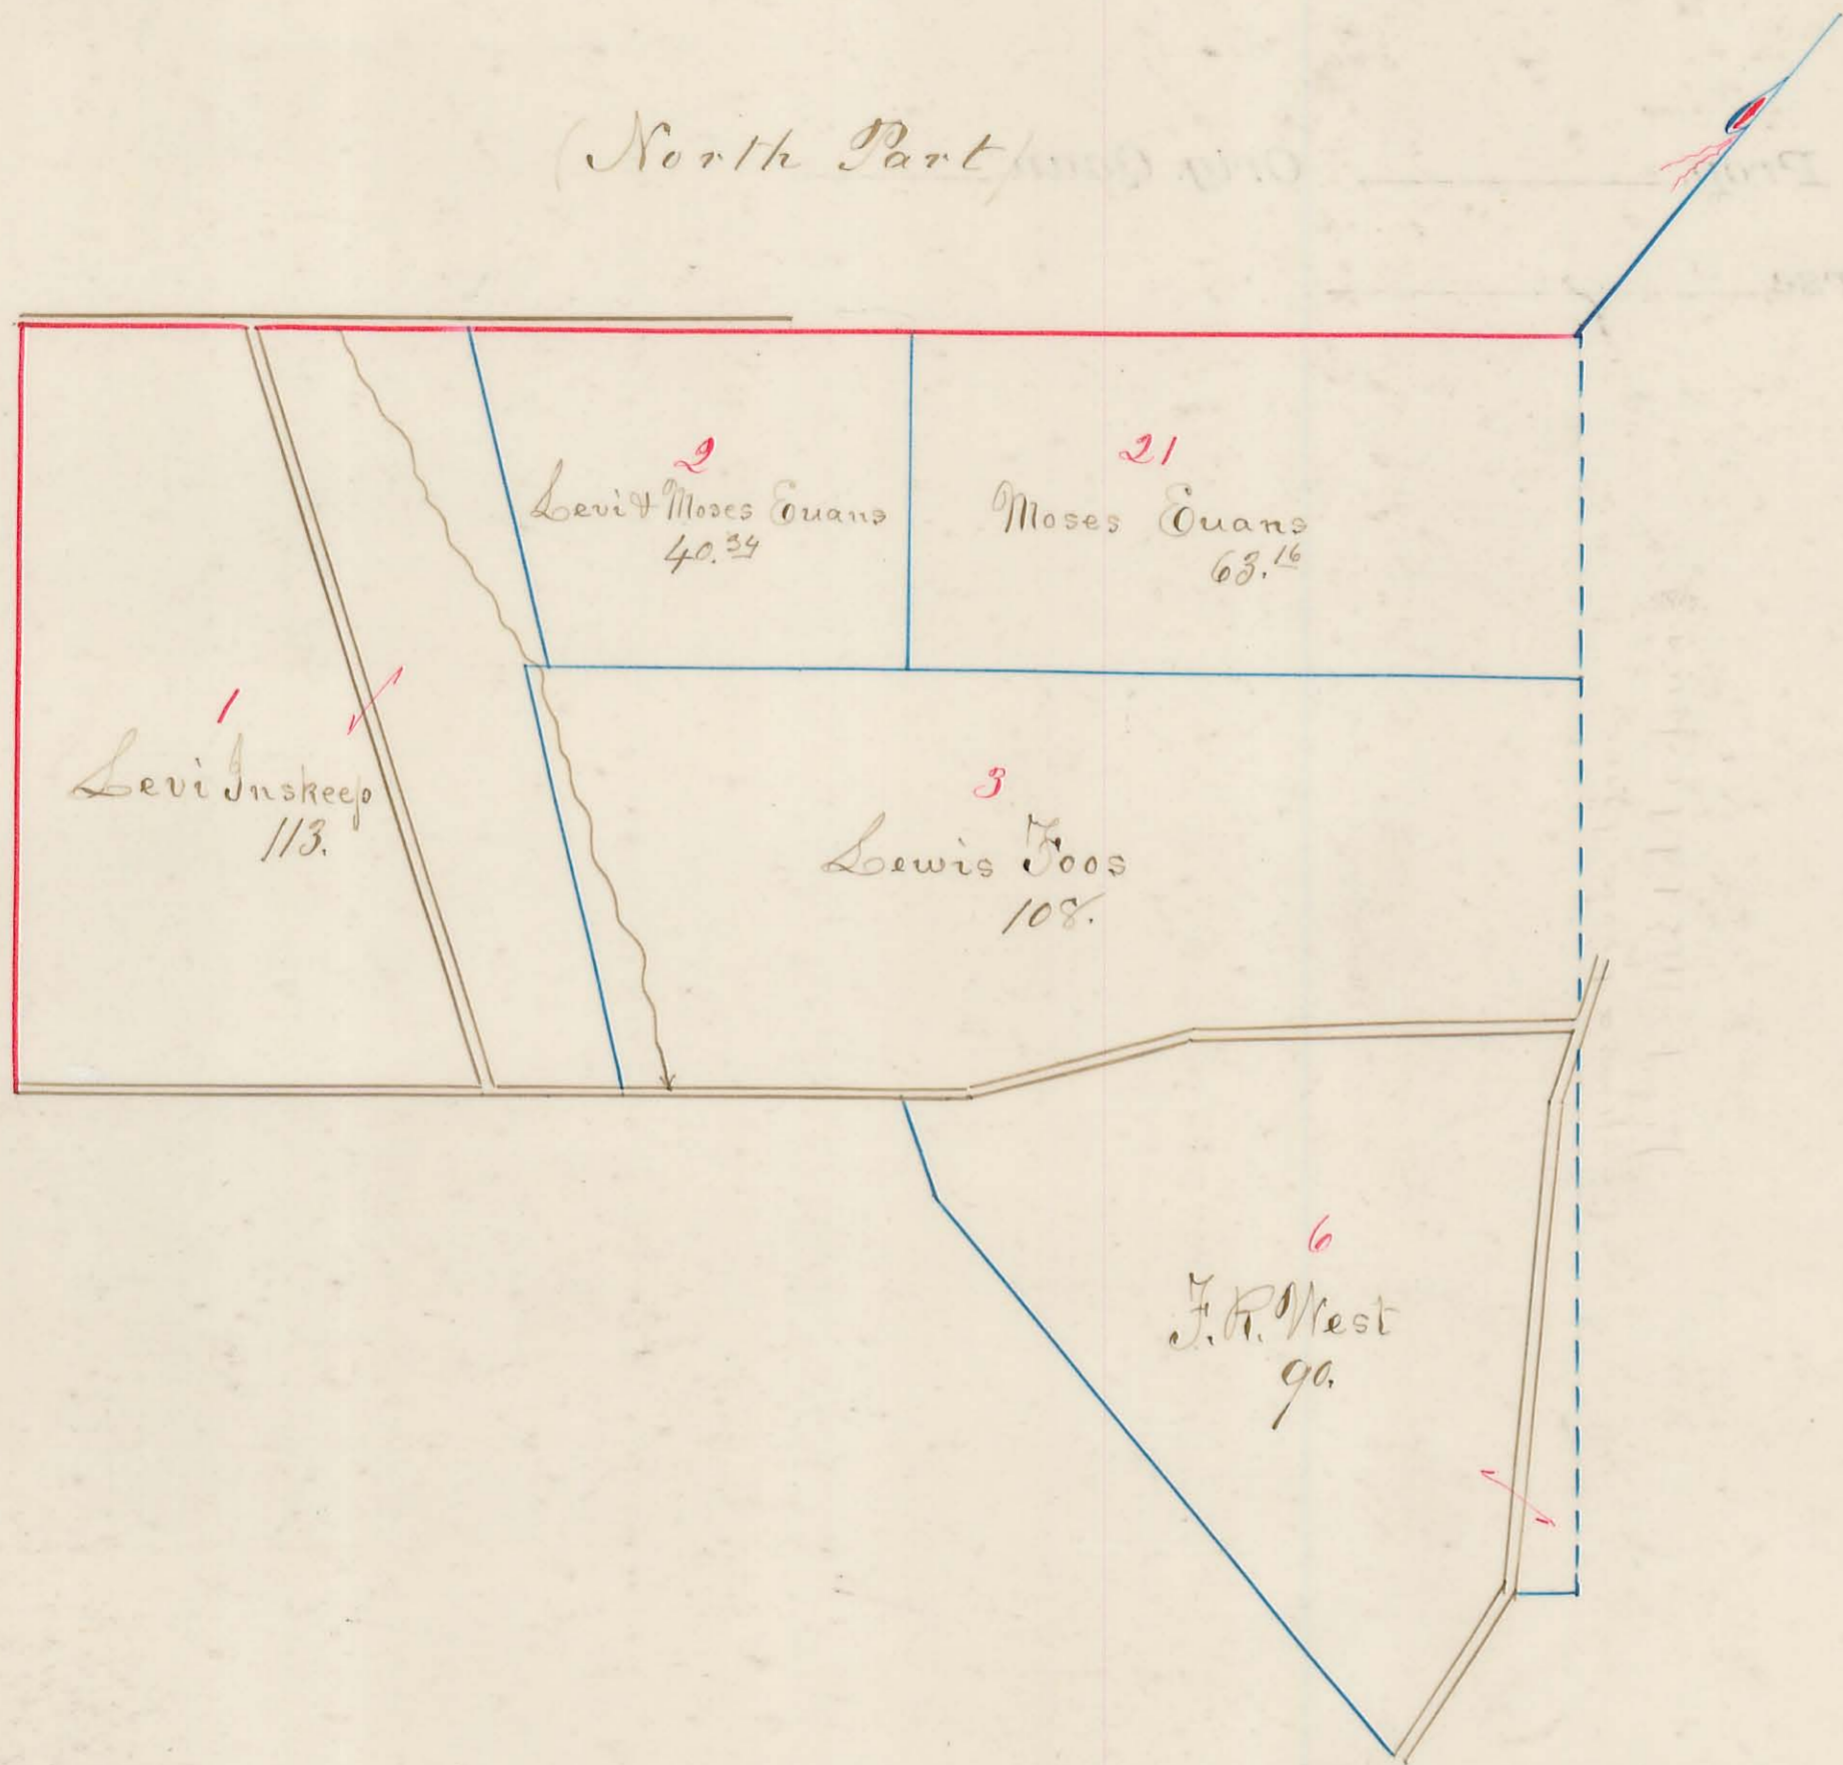 (North Part)
2
Levi & Moses Evans
40.34
21
Moses Evans
63.16
1
Levi Inskeep
113.
3
Lewis Foos
108.
6
F. R. West
90.